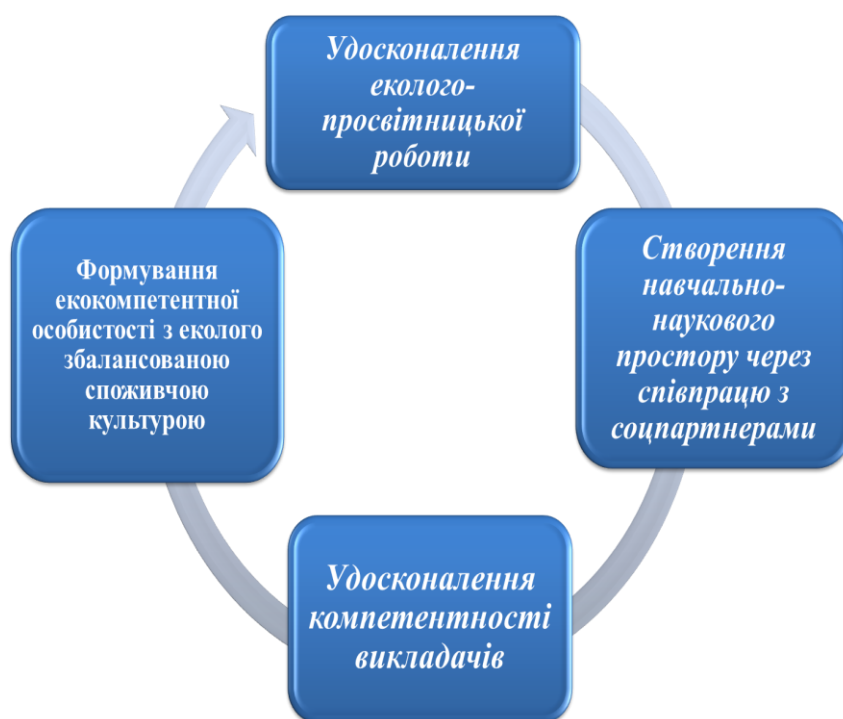 Удосконалення
еколого-
просвітницької
роботи
Створення
навчально-
наукового
простору через
співпрацю з
соцпартнерами
Удосконалення
компетентності
викладачів
Формування
екокомпетентної
особистості з еколого
збалансованою
споживчою
культурою